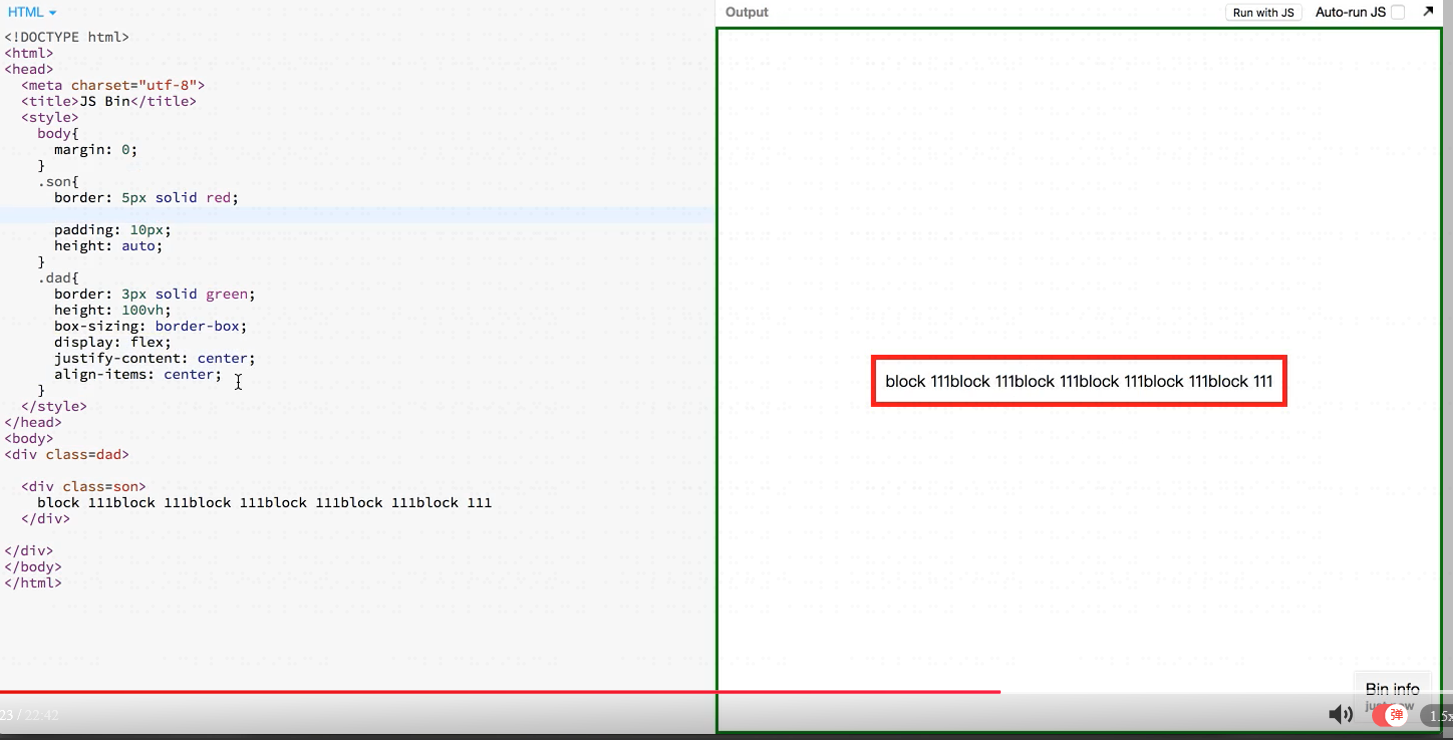 HTML
Output
Run with JS
Auto-run JS
<!DOCTYPE html>
<html>
<head>
<meta charset="utf-8">
<title>JS Bin</title>
<style>
body{
margin: 0;
}
.son{
border: 5px solid red;
padding: 10px;
height: auto;
}
.dad{
border: 3px solid green;
height: 100vh;
box-sizing: border-box;
display: flex;
justify-content: center;
align-items: center;
}
</style>
</head>
<body>
<div class=dad>
<div class=son>
block 111block 111block 111block 111block 111block 111
</div>
</div>
</body>
</html>
block 111block 111block 111block 111block 111block 111
Bin info
23 / 22:42
弹
1.5x